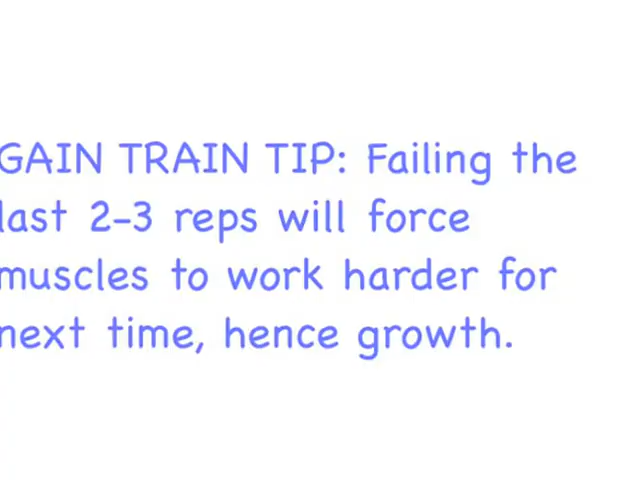 GAIN TRAIN TIP: Failing the
last 2-3 reps will force
muscles to work harder for
next time, hence growth.